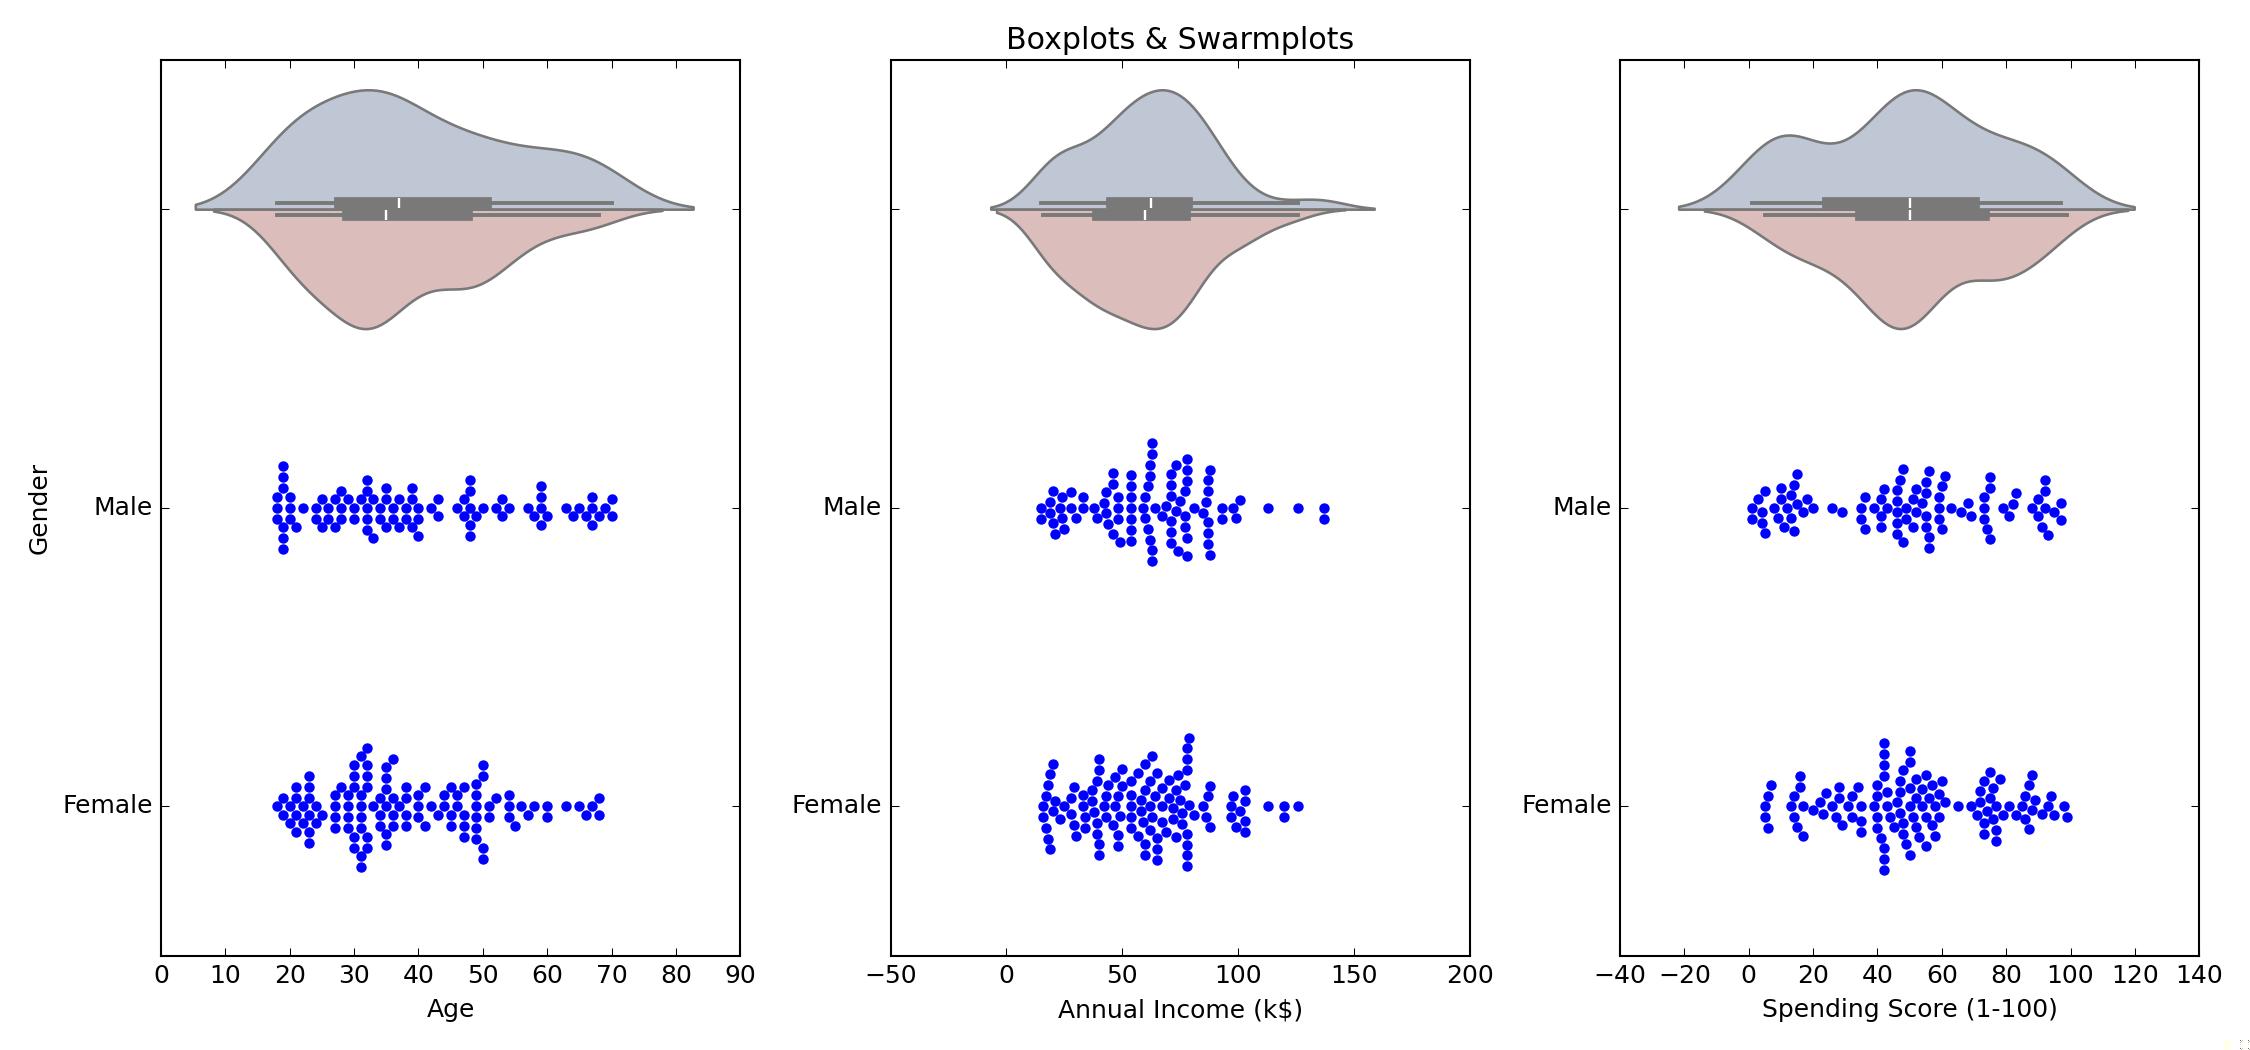 Boxplots & Swarmplots
Gender
Male
Female
0 10 20 30 40 50 60 70 80 90
Age
Male
Female
−50 0 50 100 150 200
Annual Income (k$)
Male
Female
−40 −20 0 20 40 60 80 100 120 140
Spending Score (1-100)